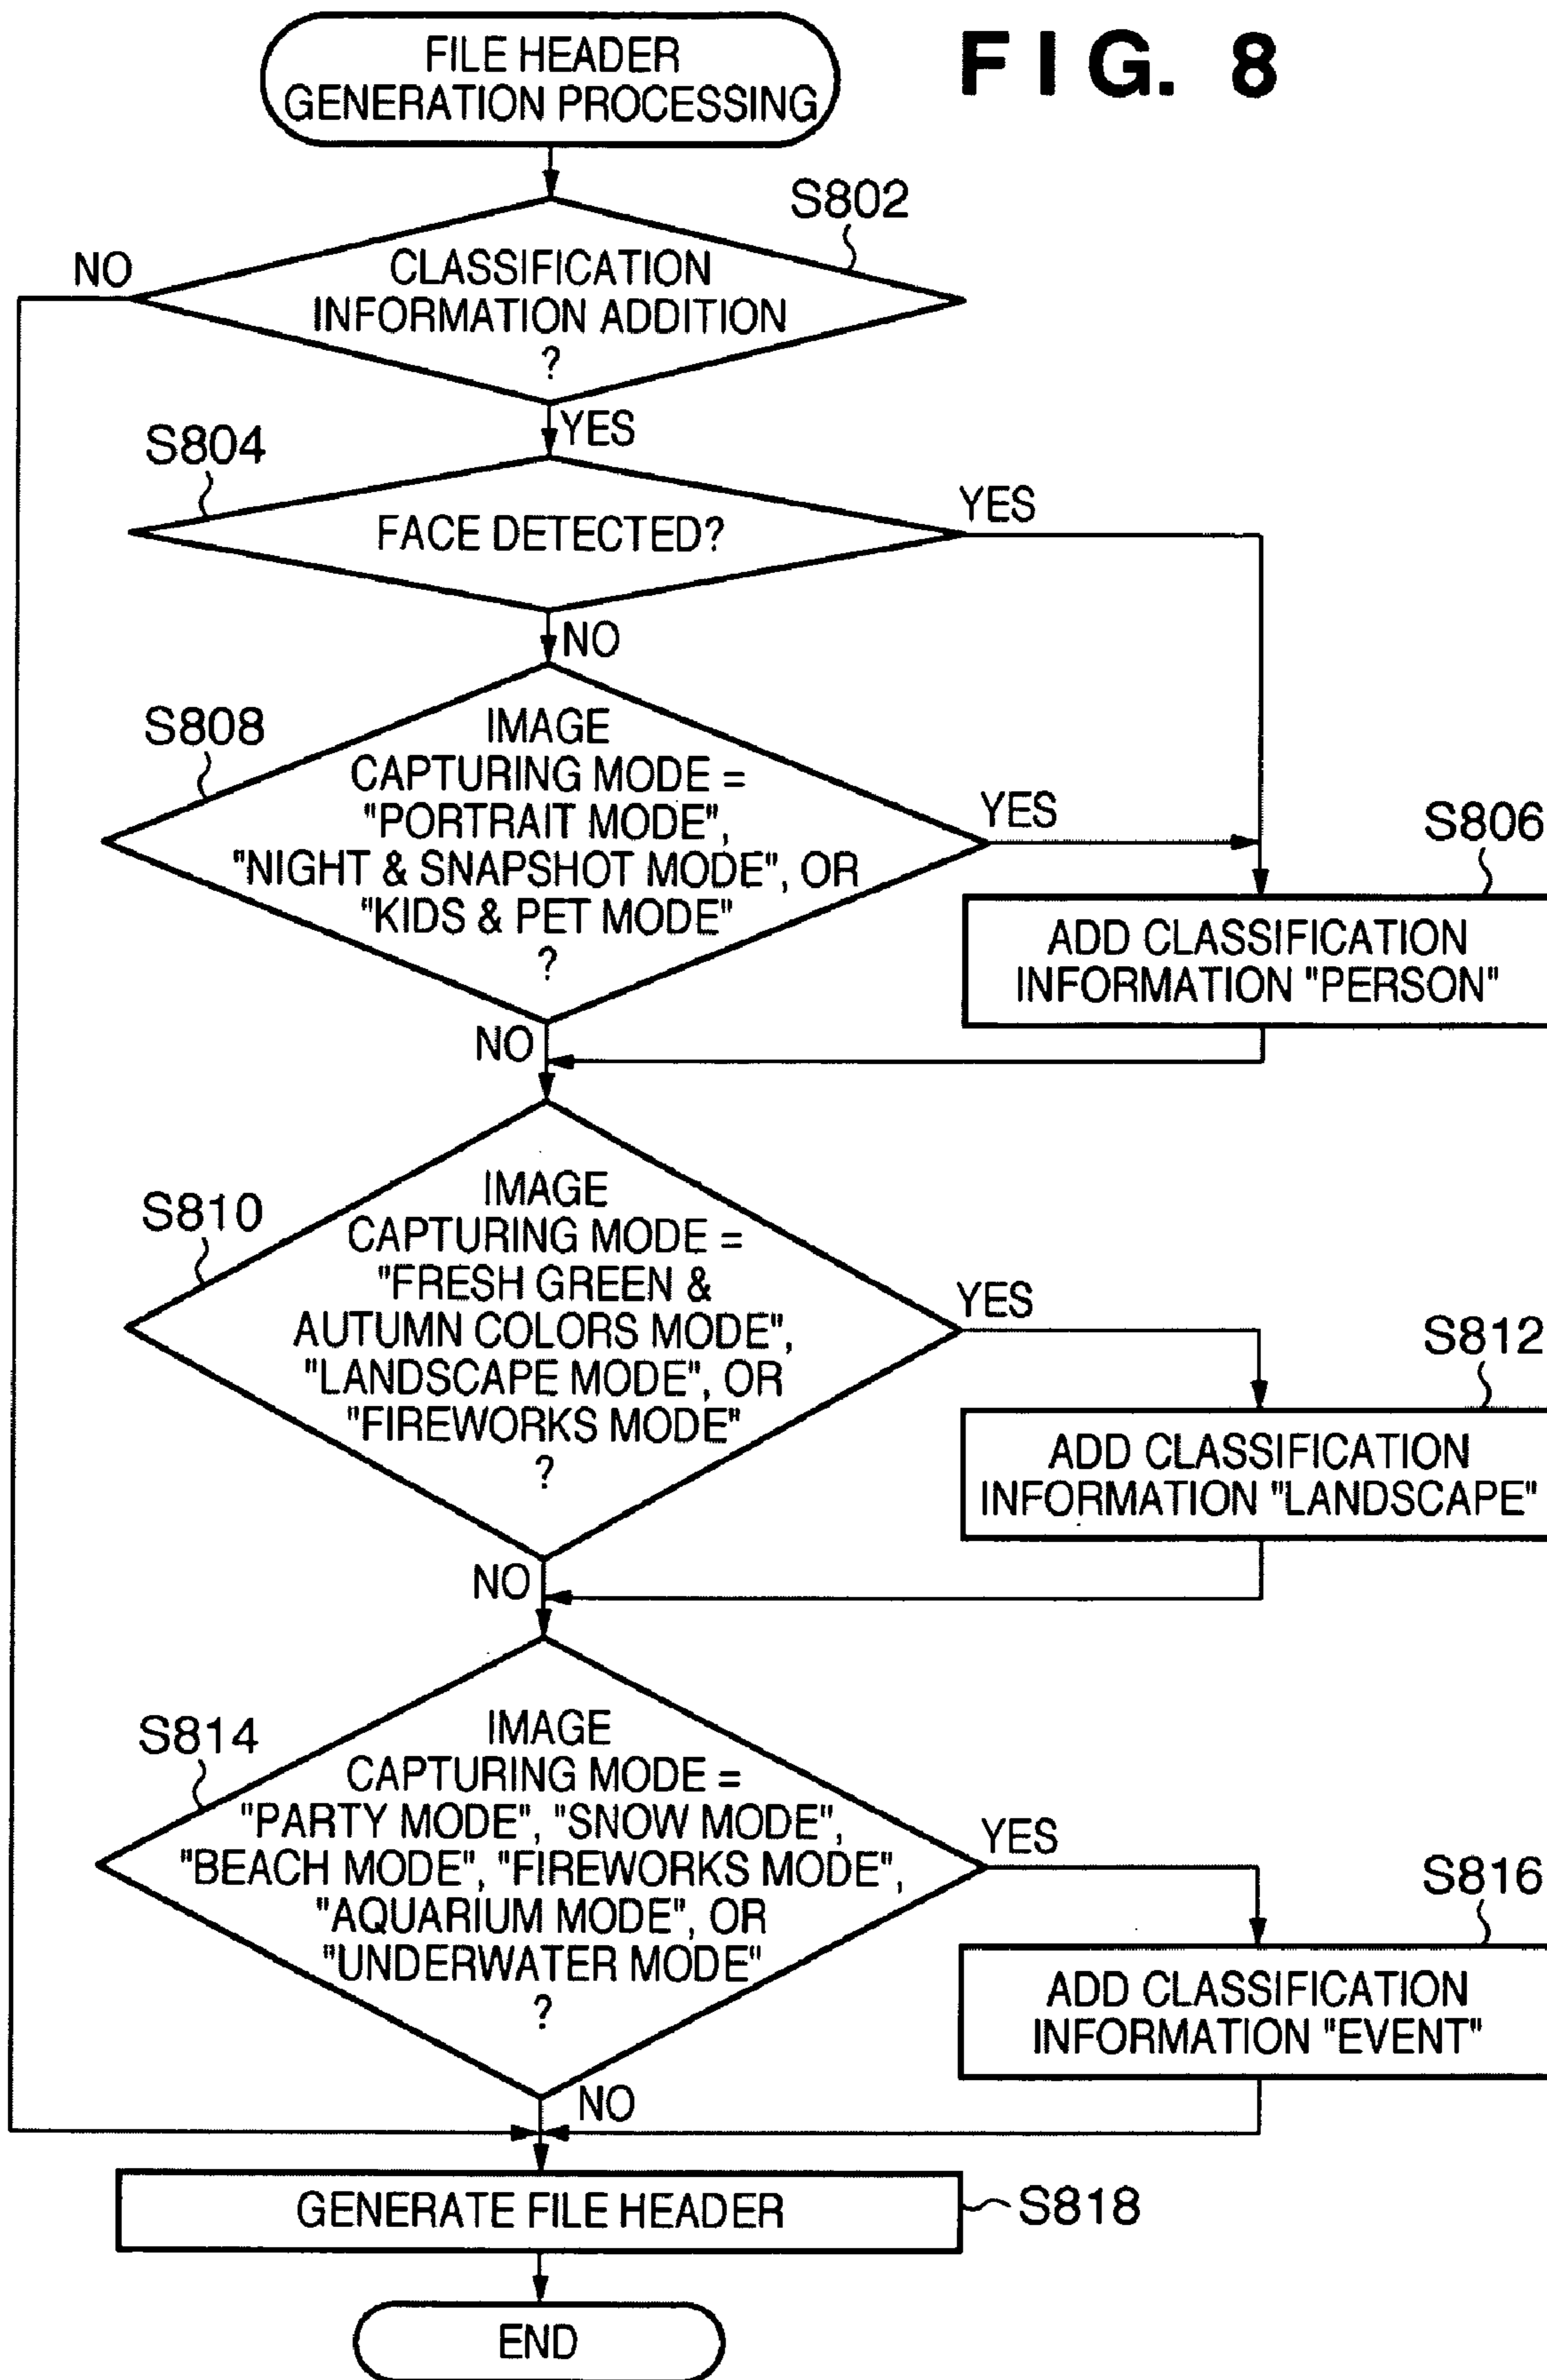 FILE HEADER
GENERATION PROCESSING
FIG. 8
S802
NO
CLASSIFICATION
INFORMATION ADDITION
?
YES
S804
FACE DETECTED?
YES
NO
S808
IMAGE
CAPTURING MODE =
"PORTRAIT MODE",
"NIGHT & SNAPSHOT MODE", OR
"KIDS & PET MODE"
?
YES
S806
ADD CLASSIFICATION
INFORMATION "PERSON"
NO
S810
IMAGE
CAPTURING MODE =
"FRESH GREEN &
AUTUMN COLORS MODE",
"LANDSCAPE MODE", OR
"FIREWORKS MODE"
?
YES
S812
ADD CLASSIFICATION
INFORMATION "LANDSCAPE"
NO
S814
IMAGE
CAPTURING MODE =
"PARTY MODE", "SNOW MODE",
"BEACH MODE", "FIREWORKS MODE",
"AQUARIUM MODE", OR
"UNDERWATER MODE"
?
YES
S816
ADD CLASSIFICATION
INFORMATION "EVENT"
NO
GENERATE FILE HEADER
S818
END